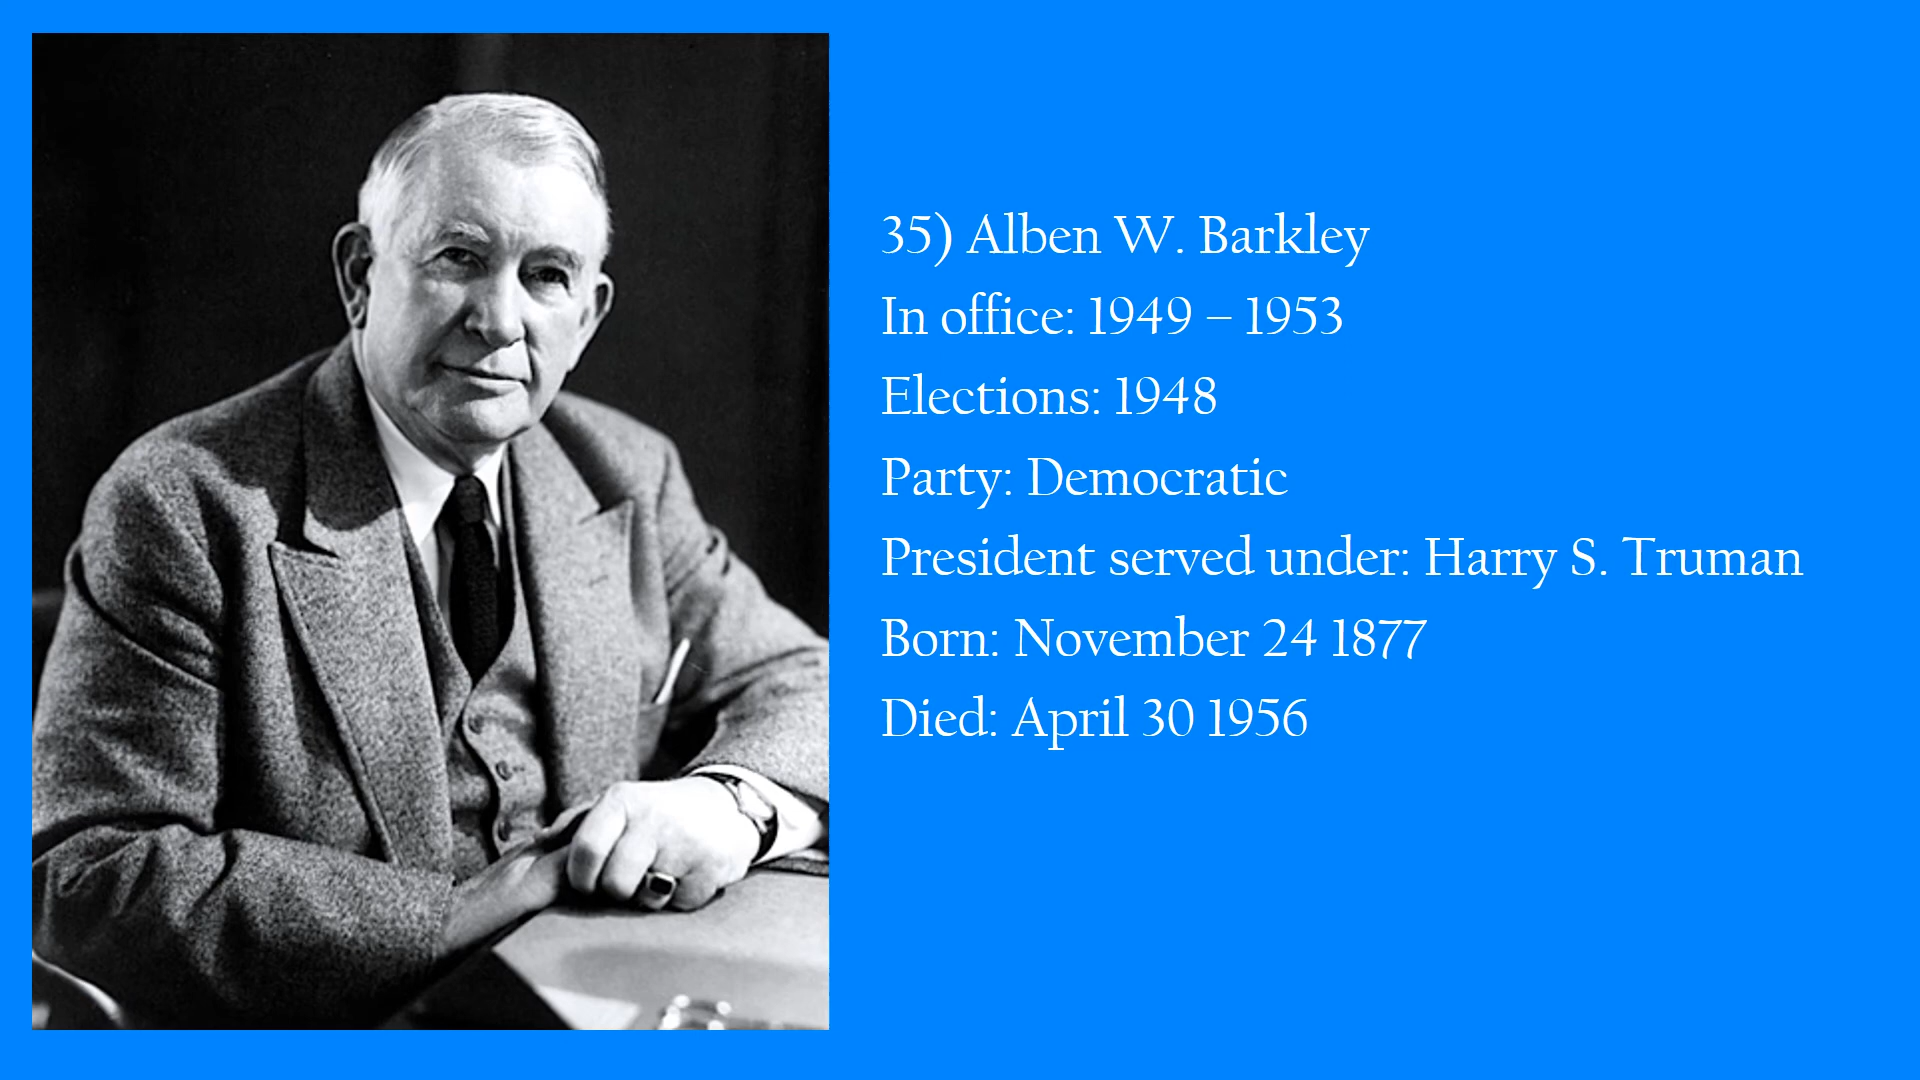 35) Alben W. Barkley
In office: 1949 – 1953
Elections: 1948
Party: Democratic
President served under: Harry S. Truman
Born: November 24 1877
Died: April 30 1956